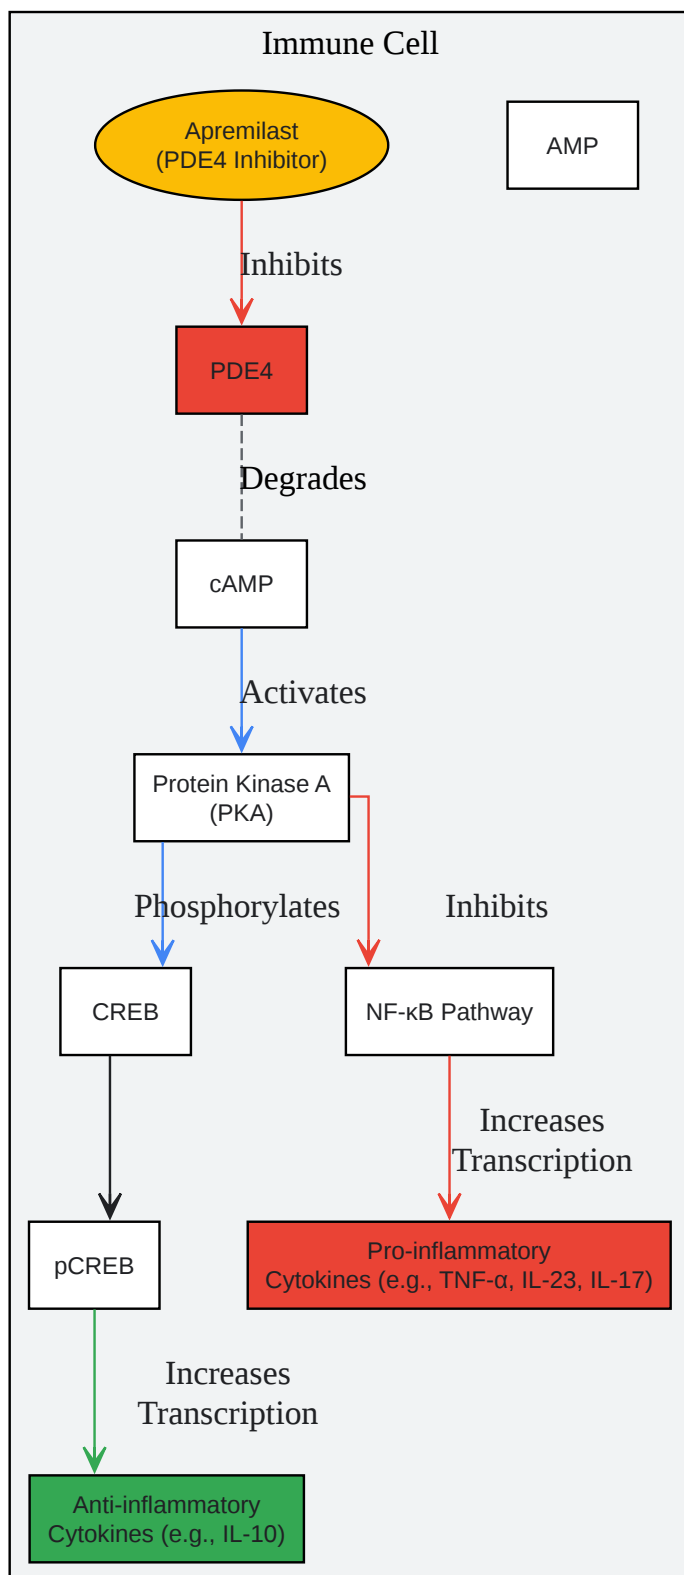 Immune Cell
Apremilast
(PDE4 Inhibitor)
AMP
Inhibits
PDE4
Degrades
cAMP
Activates
Protein Kinase A
(PKA)
Phosphorylates
Inhibits
CREB
NF-κB Pathway
Increases
Transcription
pCREB
Pro-inflammatory
Cytokines (e.g., TNF-α, IL-23, IL-17)
Increases
Transcription
Anti-inflammatory
Cytokines (e.g., IL-10)